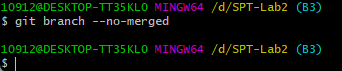 10912@DESKTOP-TT35KLO MINGW64 /d/SPT-Lab2 (B3)
$ git branch --no-merged
10912@DESKTOP-TT35KLO MINGW64 /d/SPT-Lab2 (B3)
$